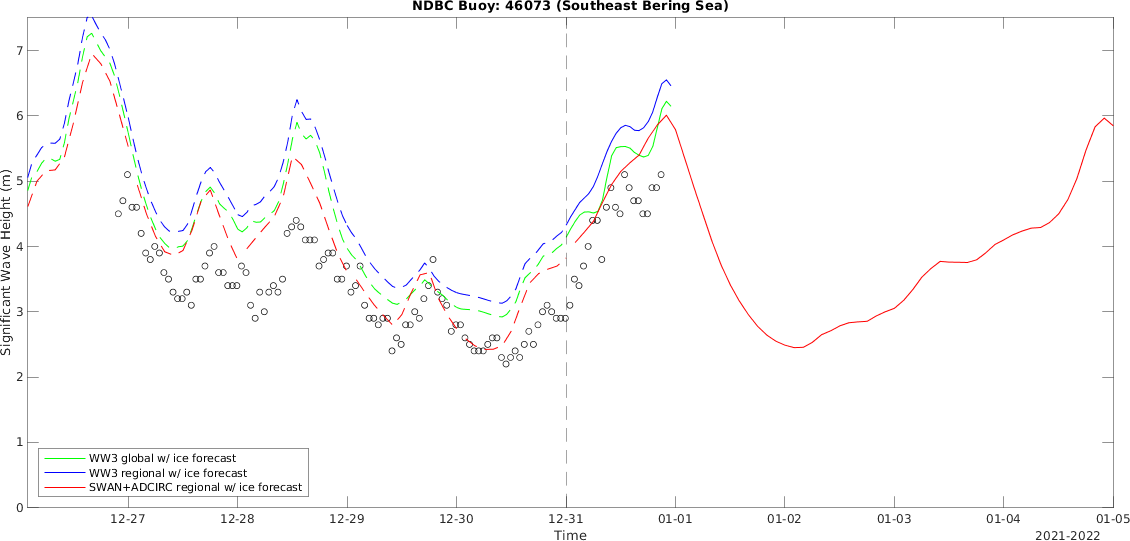 NDBC Buoy: 46073 (Southeast Bering Sea)
Significant Wave Height (m)
7
6
5
4
3
2
1
0
WW3 global w/ ice forecast
WW3 regional w/ ice forecast
SWAN+ADCIRC regional w/ ice forecast
12-27 12-28 12-29 12-30 12-31 01-01 01-02 01-03 01-04 01-05
Time
2021-2022